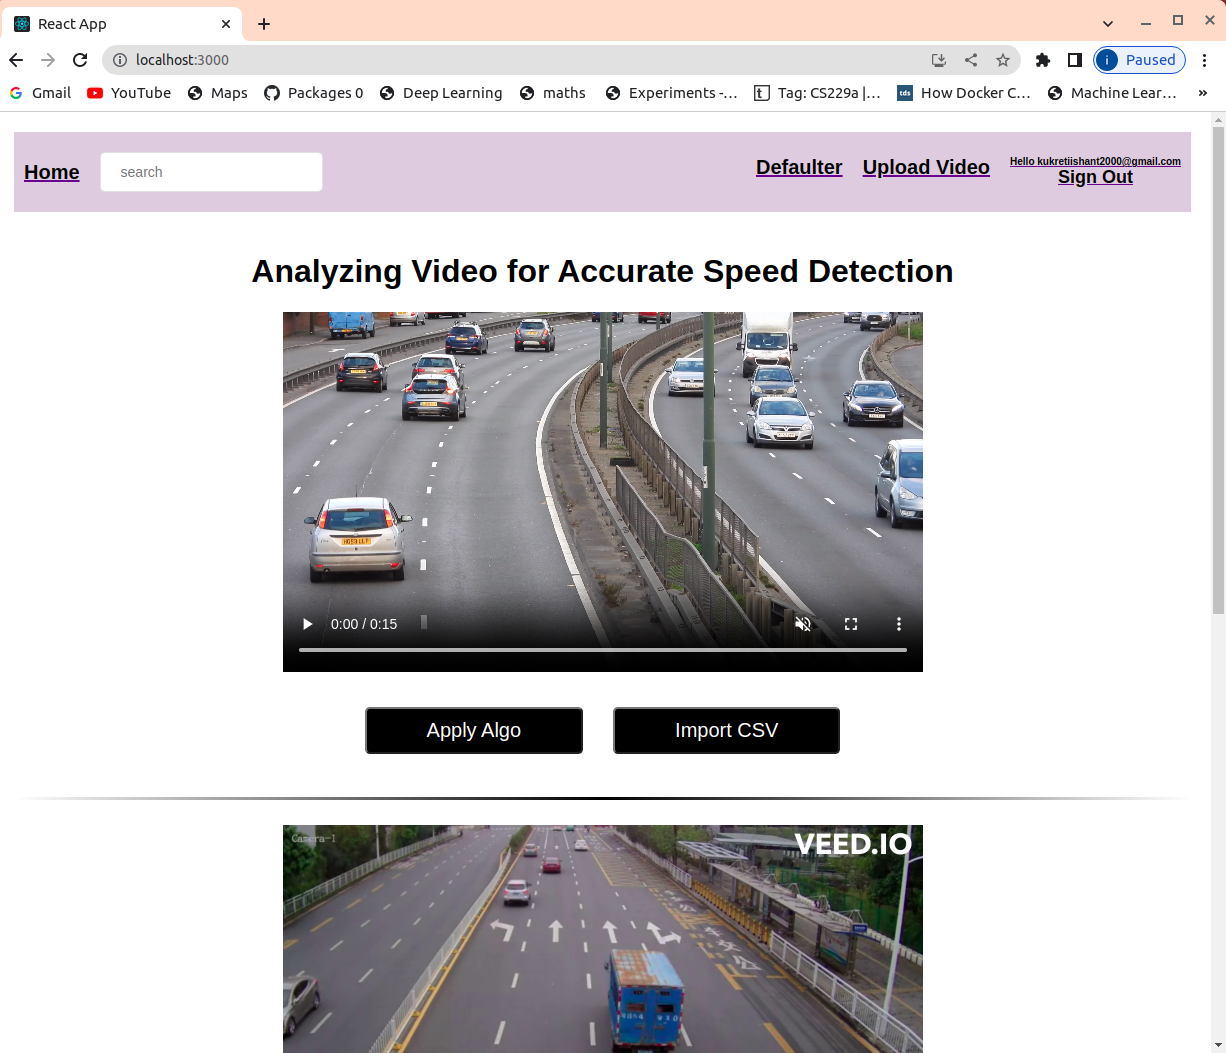 React App
localhost:3000
Paused
Gmail
YouTube
Maps
Packages 0
Deep Learning
maths
Experiments -...
Tag: CS229a |...
How Docker C...
Machine Lear...
»
Home
search
Defaulter
Upload Video
Hello kukretiishant2000@gmail.com
Sign Out
Analyzing Video for Accurate Speed Detection
0:00 / 0:15
Apply Algo
Import CSV
Camera-1
VEED.IO